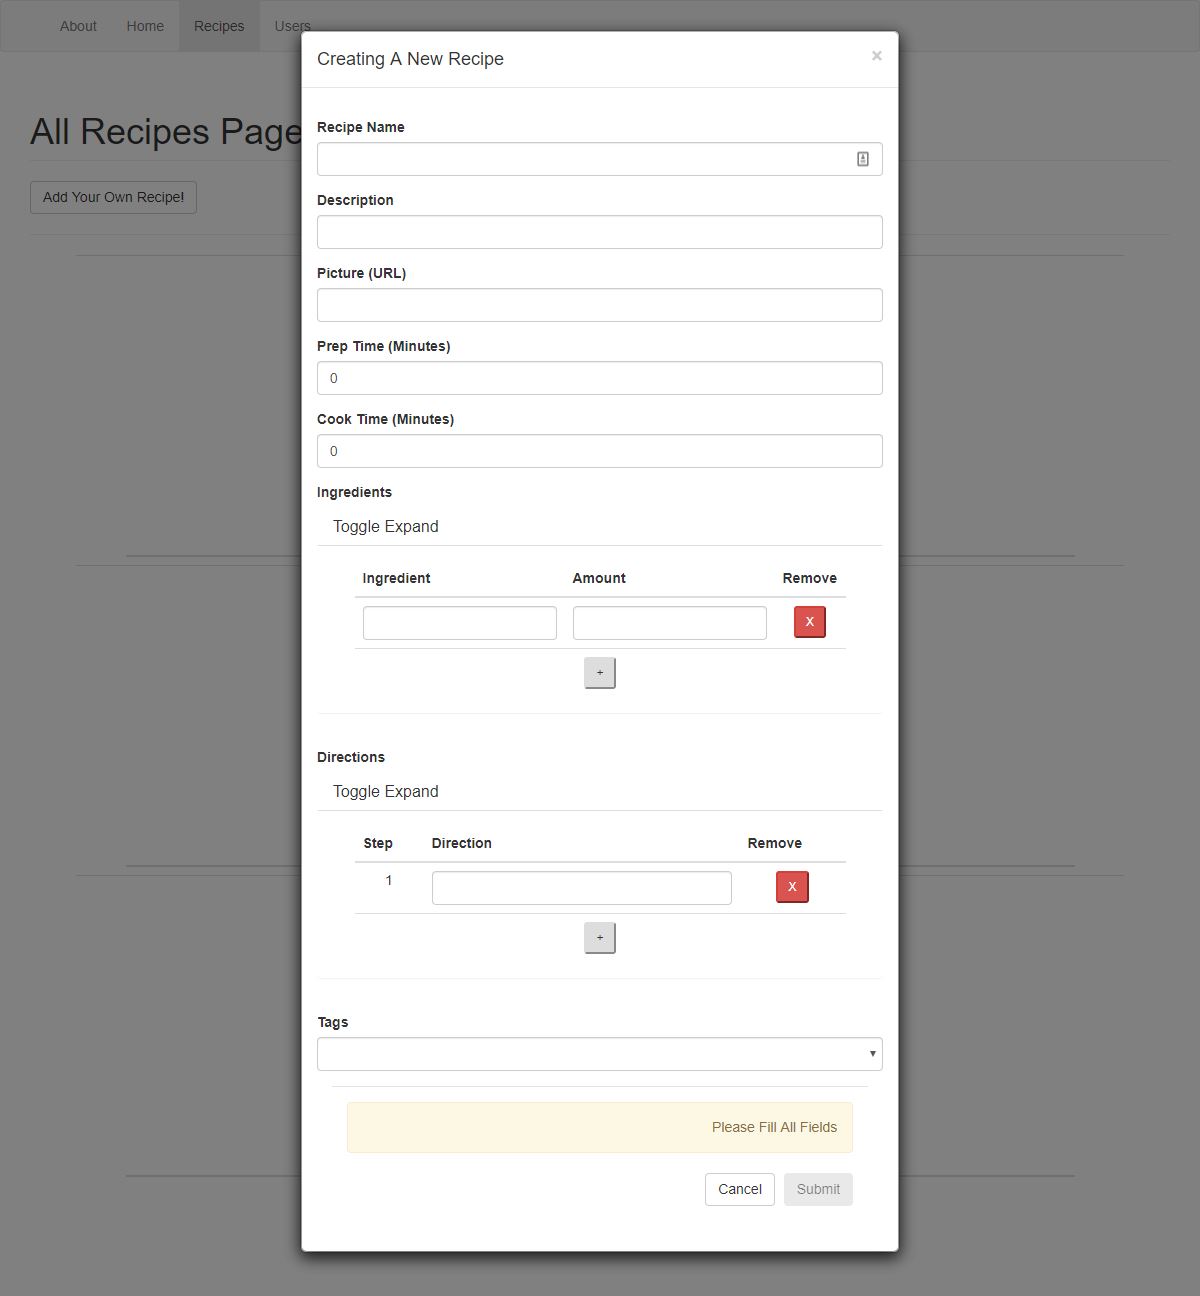 About Home Recipes Users
Creating A New Recipe ×
All Recipes Page
Add Your Own Recipe!
Recipe Name
Description
Picture (URL)
Prep Time (Minutes)
0
Cook Time (Minutes)
0
Ingredients
Toggle Expand
Ingredient Amount Remove
X
+
Directions
Toggle Expand
Step Direction Remove
1 X
+
Tags
Please Fill All Fields
Cancel Submit